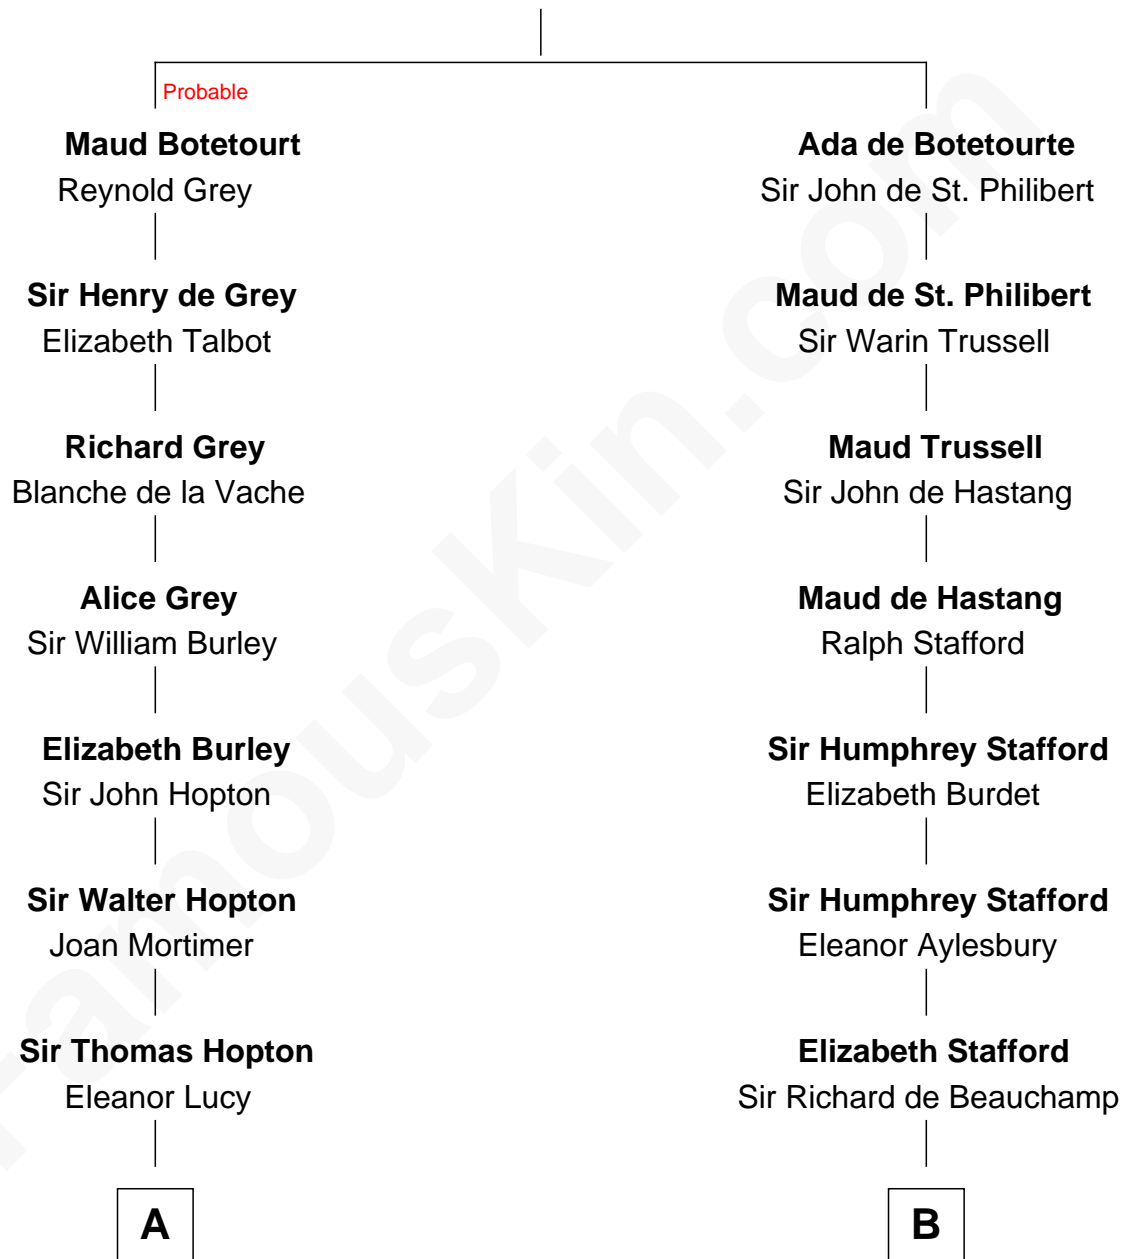 Probable
Maud Botetourt
Reynold Grey
Ada de Botetourte
Sir John de St. Philibert
Sir Henry de Grey
Elizabeth Talbot
Maud de St. Philibert
Sir Warin Trussell
Richard Grey
Blanche de la Vache
Maud Trussell
Sir John de Hastang
Alice Grey
Sir William Burley
Maud de Hastang
Ralph Stafford
Elizabeth Burley
Sir John Hopton
Sir Humphrey Stafford
Elizabeth Burdet
Sir Walter Hopton
Joan Mortimer
Sir Humphrey Stafford
Eleanor Aylesbury
Sir Thomas Hopton
Eleanor Lucy
Elizabeth Stafford
Sir Richard de Beauchamp
A
B
FamousKin.com